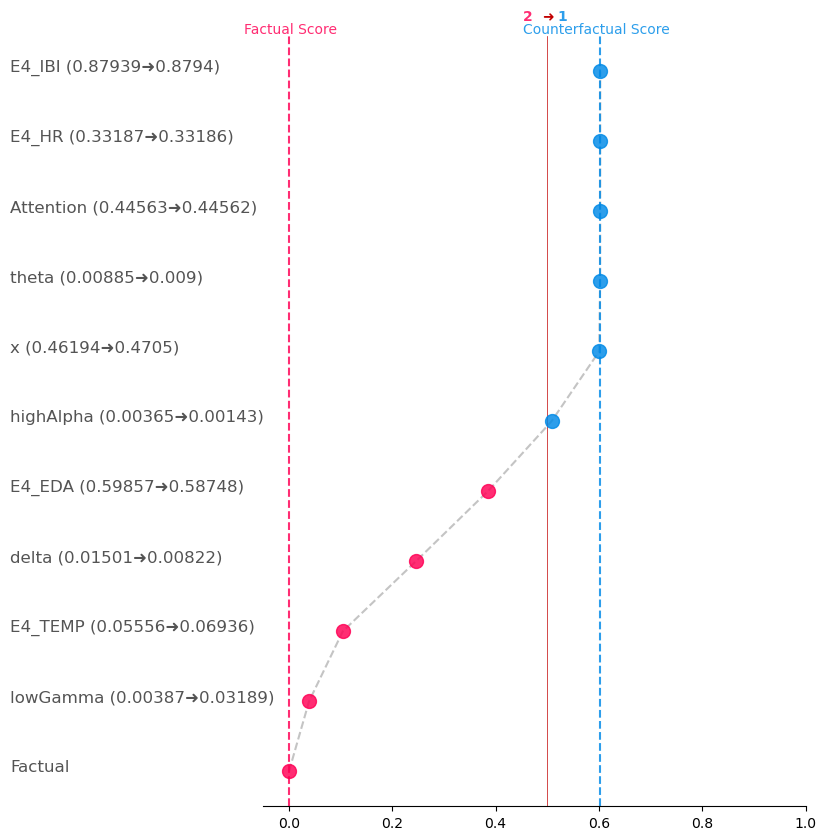 2 ➜ 1
Factual Score
Counterfactual Score
E4_IBI (0.87939➜0.8794)
E4_HR (0.33187➜0.33186)
Attention (0.44563➜0.44562)
theta (0.00885➜0.009)
x (0.46194➜0.4705)
highAlpha (0.00365➜0.00143)
E4_EDA (0.59857➜0.58748)
delta (0.01501➜0.00822)
E4_TEMP (0.05556➜0.06936)
lowGamma (0.00387➜0.03189)
Factual
0.0 0.2 0.4 0.6 0.8 1.0